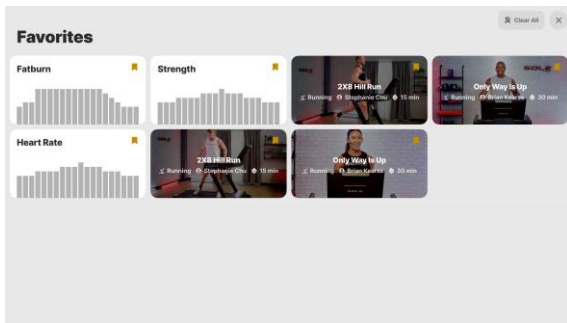 Clear All
Favorites
Fatburn
Strength
2X8 Hill Run
Running Stephanie Chu 15 min
SOLE
Only Way Is Up
Running Brian Kearse 30 min
Heart Rate
2X8 Hill Run
Running Stephanie Chu 15 min
Only Way Is Up
Running Brian Kearse 30 min